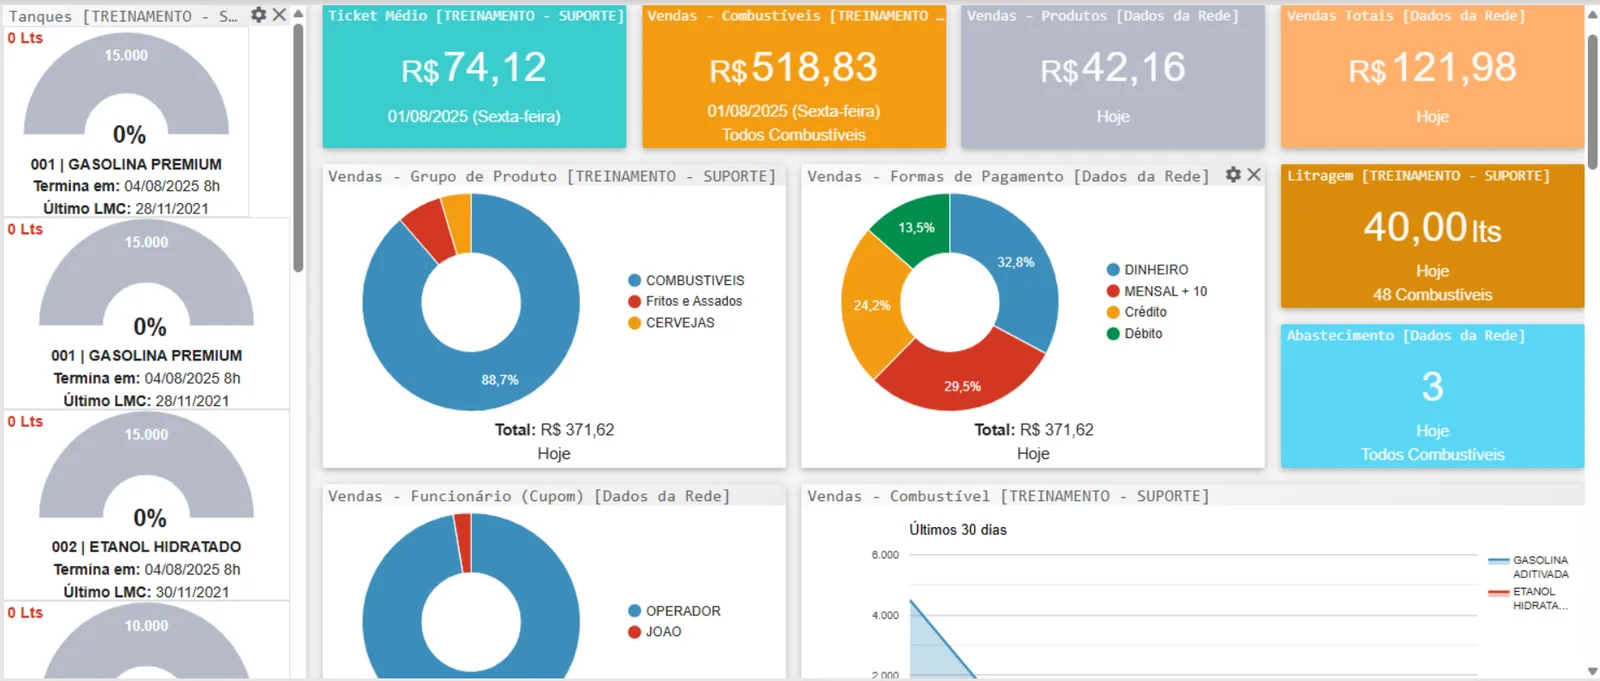 Tanques [TREINAMENTO - S…
0 Lts
15.000
0%
001 | GASOLINA PREMIUM
Termina em: 04/08/2025 8h
Último LMC: 28/11/2021
0 Lts
15.000
0%
001 | GASOLINA PREMIUM
Termina em: 04/08/2025 8h
Último LMC: 28/11/2021
0 Lts
15.000
0%
002 | ETANOL HIDRATADO
Termina em: 04/08/2025 8h
Último LMC: 30/11/2021
0 Lts
10.000
Ticket Médio [TREINAMENTO - SUPORTE]
R$74,12
01/08/2025 (Sexta-feira)
Vendas - Combustíveis [TREINAMENTO …
R$518,83
01/08/2025 (Sexta-feira)
Todos Combustíveis
Vendas - Produtos [Dados da Rede]
R$42,16
Hoje
Vendas Totais [Dados da Rede]
R$121,98
Hoje
Vendas - Grupo de Produto [TREINAMENTO - SUPORTE]
88,7%
COMBUSTIVEIS
Fritos e Assados
CERVEJAS
Total: R$ 371,62
Hoje
Vendas - Formas de Pagamento [Dados da Rede]
13,5%
32,8%
24,2%
29,5%
DINHEIRO
MENSAL + 10
Crédito
Débito
Total: R$ 371,62
Hoje
Litragem [TREINAMENTO - SUPORTE]
40,00lts
Hoje
48 Combustíveis
Abastecimento [Dados da Rede]
3
Hoje
Todos Combustíveis
Vendas - Funcionário (Cupom) [Dados da Rede]
OPERADOR
JOAO
Vendas - Combustível [TREINAMENTO - SUPORTE]
Últimos 30 dias
6.000
4.000
2.000
GASOLINA
ADITIVADA
ETANOL
HIDRATA…